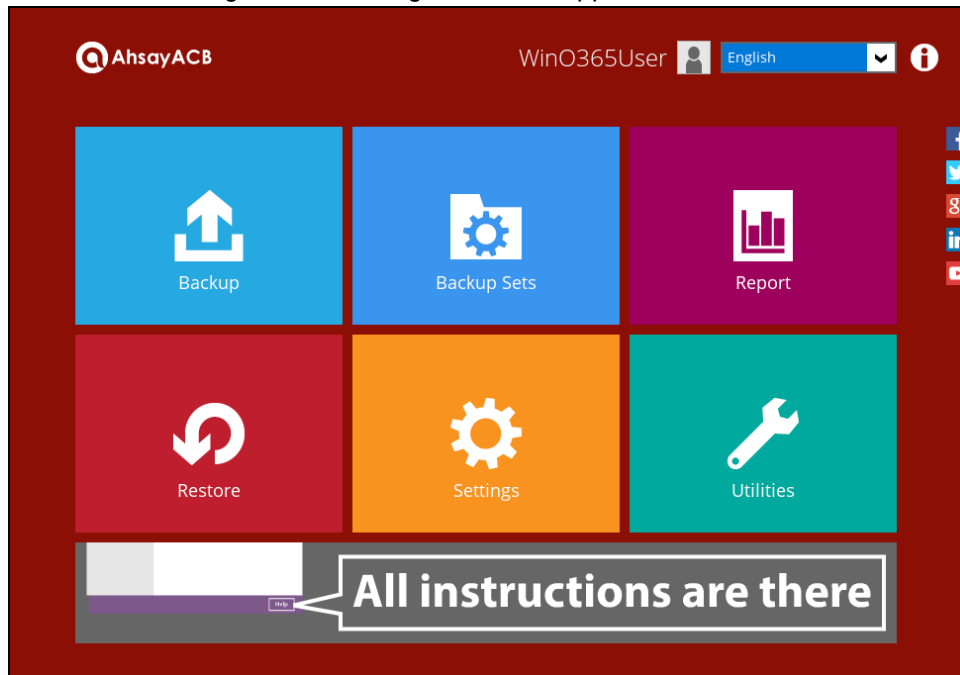 AhsayACB
WinO365User
English
Backup
Backup Sets
Report
Restore
Settings
Utilities
Help
All instructions are there